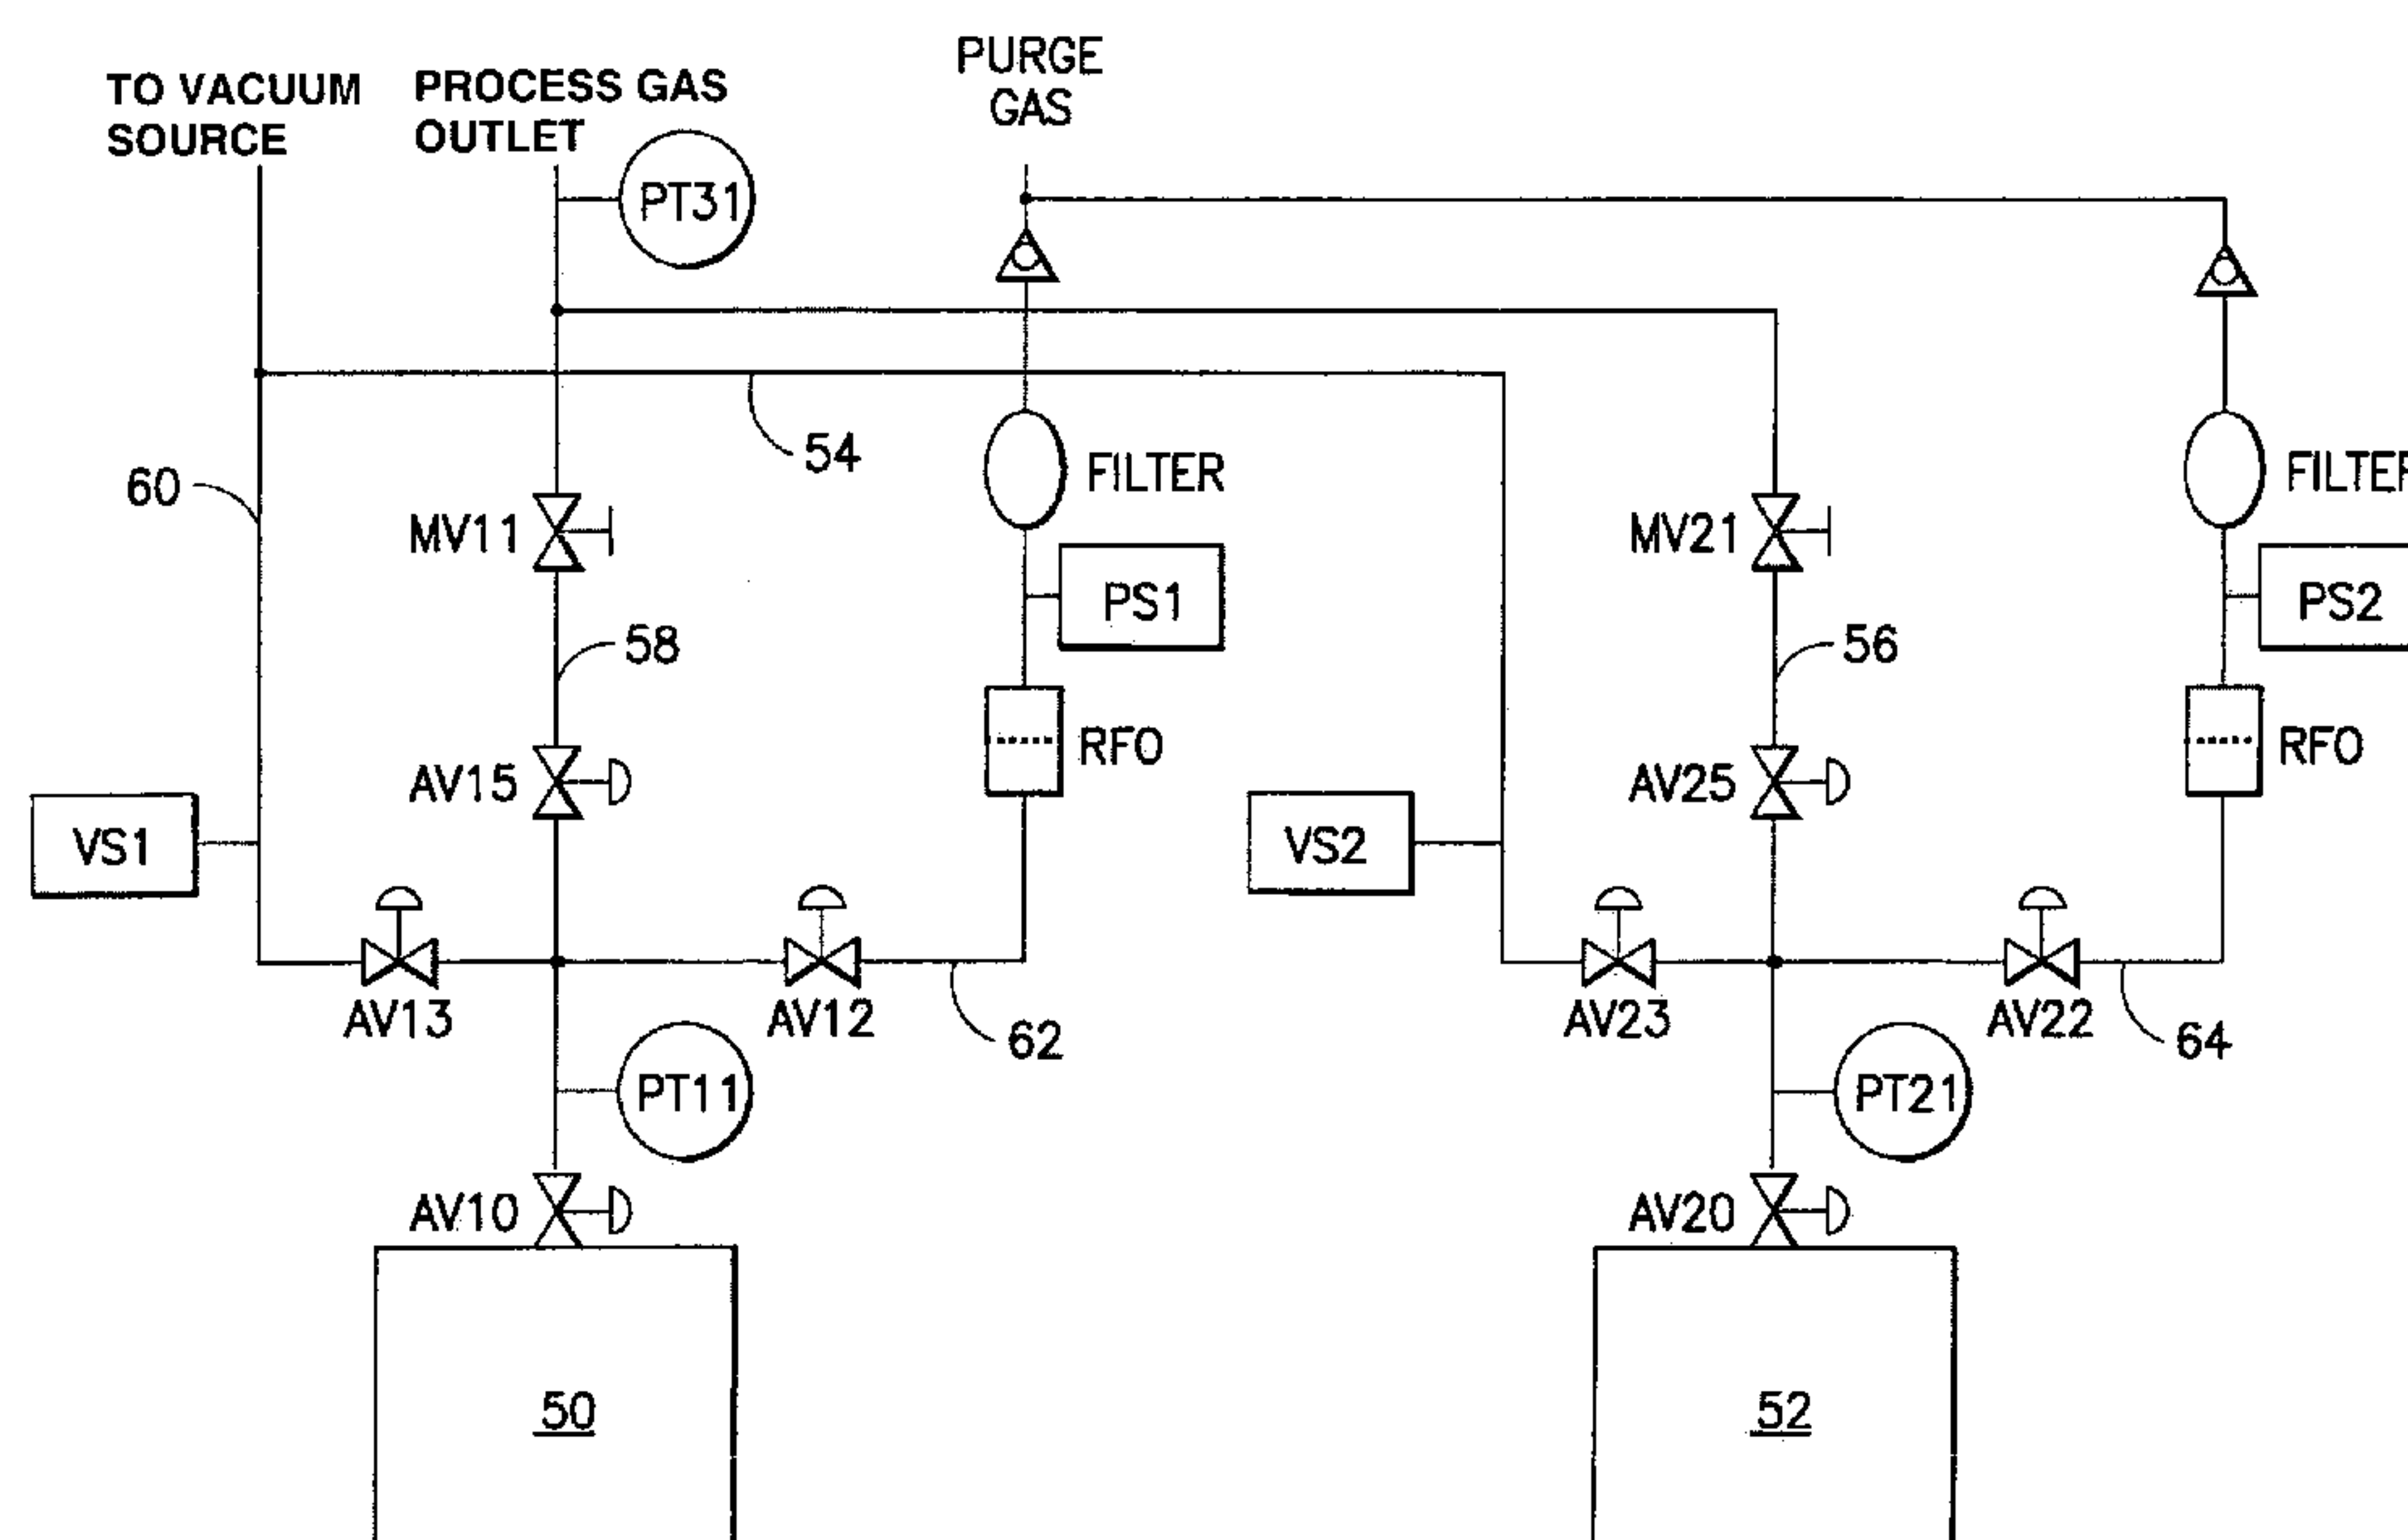 TO VACUUM
SOURCE
PROCESS GAS
OUTLET
PURGE
GAS
PT31
54
60
FILTER
FILTER
MV11
MV21
PS1
PS2
58
56
RFO
RFO
AV15
AV25
VS1
VS2
AV13
AV12
AV23
AV22
62
64
PT11
PT21
AV10
AV20
50
52